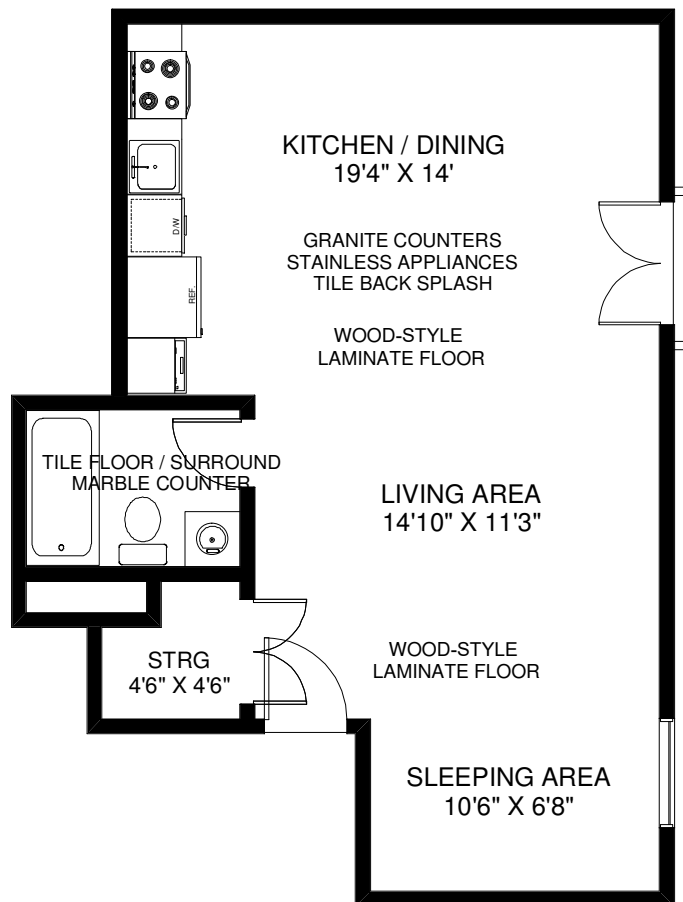 KITCHEN / DINING
19'4" X 14'
D/W
GRANITE COUNTERS
STAINLESS APPLIANCES
TILE BACK SPLASH
REF.
WOOD-STYLE
LAMINATE FLOOR
TILE FLOOR / SURROUND
MARBLE COUNTER
LIVING AREA
14'10" X 11'3"
WOOD-STYLE
LAMINATE FLOOR
STRG
4'6" X 4'6"
SLEEPING AREA
10'6" X 6'8"